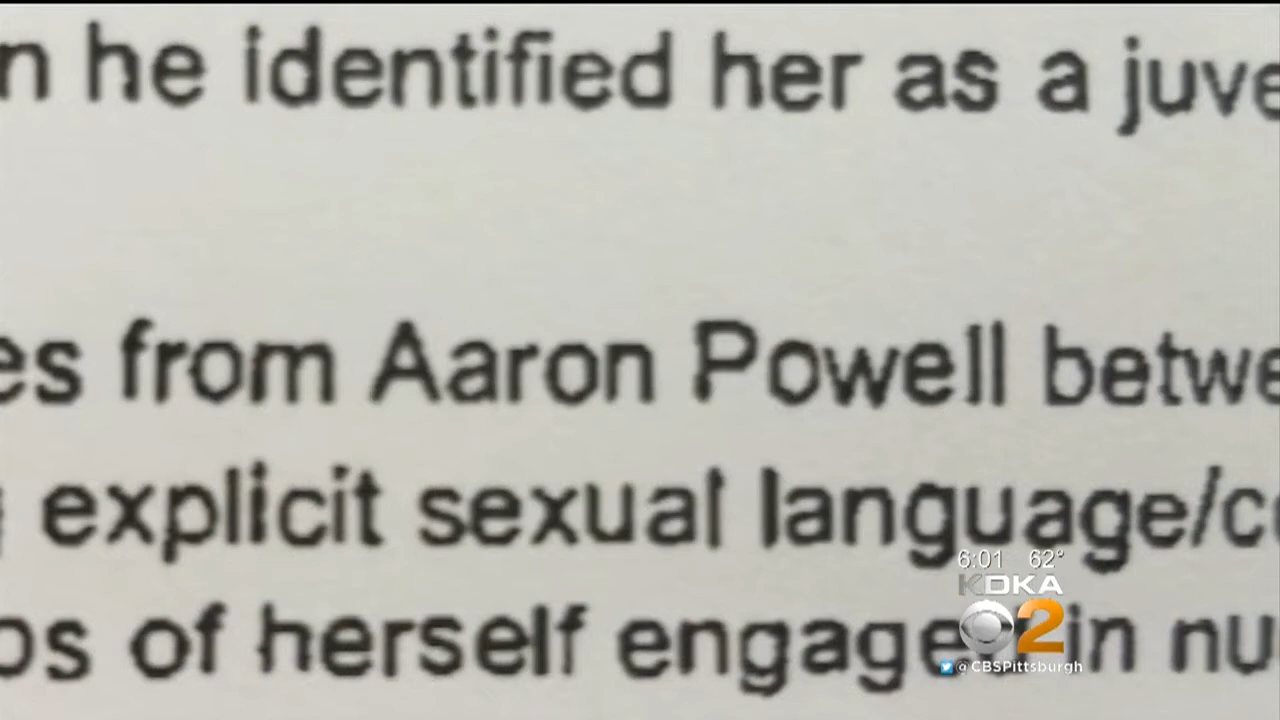 n he identified her as a juve
es from Aaron Powell betwe
explicit sexual language/c
os of herself engage in nu
6:01 62°
KDKA
2
@CBSPittsburgh